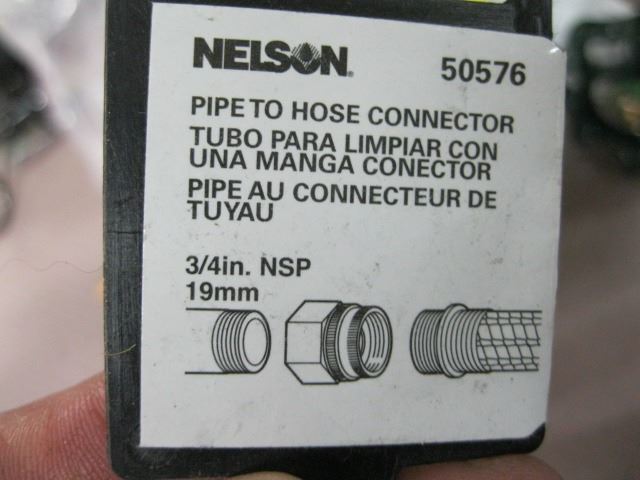 NELSON® 50576
PIPE TO HOSE CONNECTOR
TUBO PARA LIMPIAR CON
UNA MANGA CONECTOR
PIPE AU CONNECTEUR DE
TUYAU
3/4in. NSP
19mm